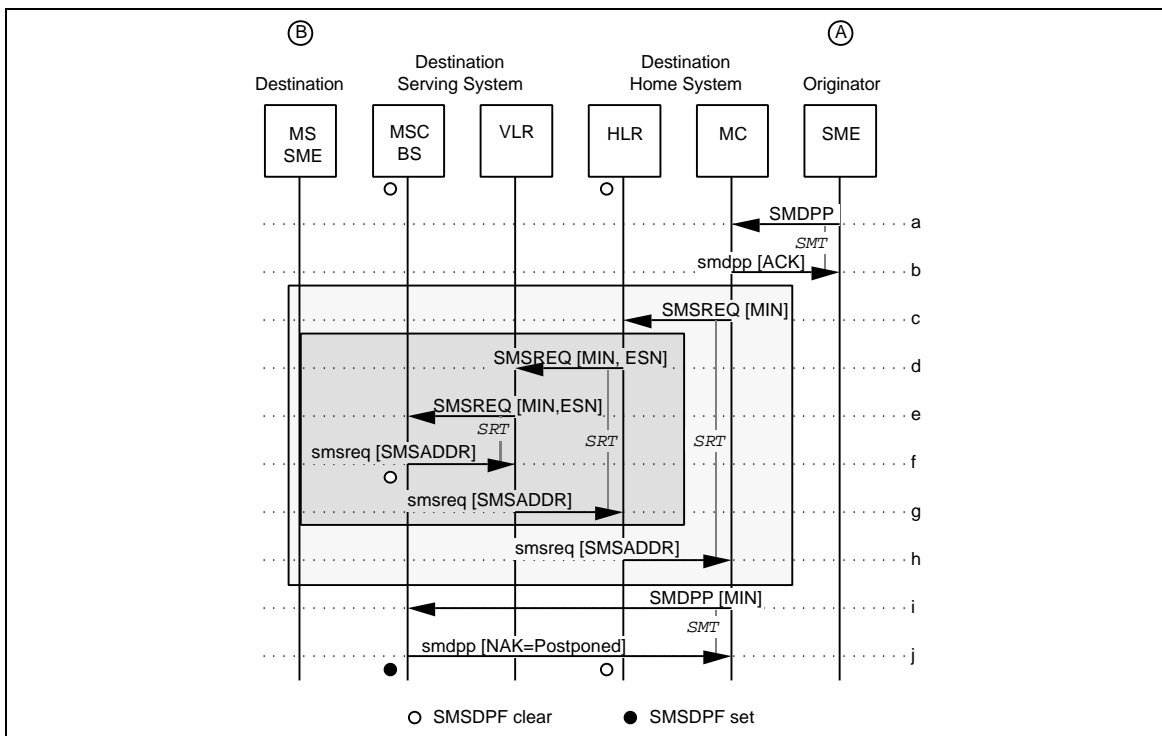 B
A
Destination
Destination
Serving System
Destination
Home System
Originator
MS
SME
MSC
BS
VLR
HLR
MC
SME
SMDPP
a
SMT
smdpp [ACK]
b
SMSREQ [MIN]
c
SMSREQ [MIN, ESN]
d
SMSREQ [MIN,ESN]
e
SRT
SRT
SRT
smsreq [SMSADDR]
f
smsreq [SMSADDR]
g
smsreq [SMSADDR]
h
SMDPP [MIN]
i
SMT
smdpp [NAK=Postponed]
j
SMSDPF clear
SMSDPF set